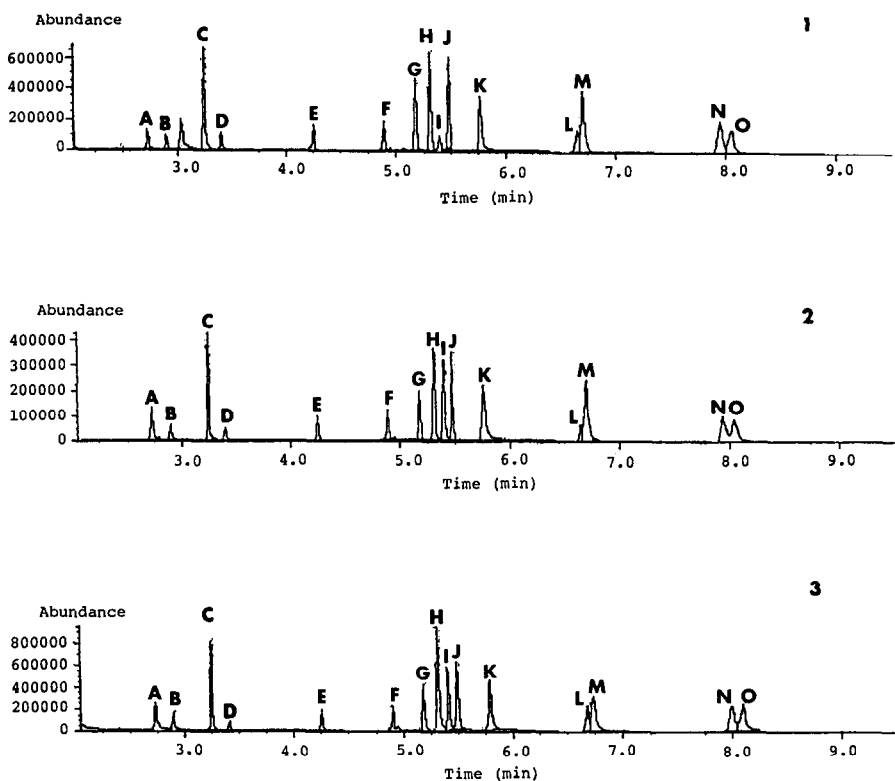 Abundance
1
C
H
J
600000
G
400000
K
M
A
B
D
E
F
200000
I
L
N
O
0
3.0
4.0
5.0
6.0
7.0
8.0
9.0
Time (min)
Abundance
2
C
400000
H
I
J
300000
G
K
M
200000
A
B
D
E
F
L
N
O
100000
0
3.0
4.0
5.0
6.0
7.0
8.0
9.0
Time (min)
3
Abundance
C
H
800000
I
J
600000
G
K
A
B
D
E
F
L
M
N
O
400000
200000
0
3.0
4.0
5.0
6.0
7.0
8.0
9.0
Time (min)